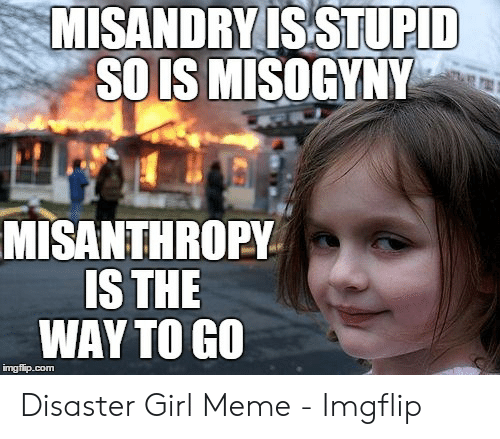 MISANDRY IS STUPID
SO IS MISOGYNY
MISANTHROPY
IS THE
WAY TO GO
imgflip.com
Disaster Girl Meme - Imgflip